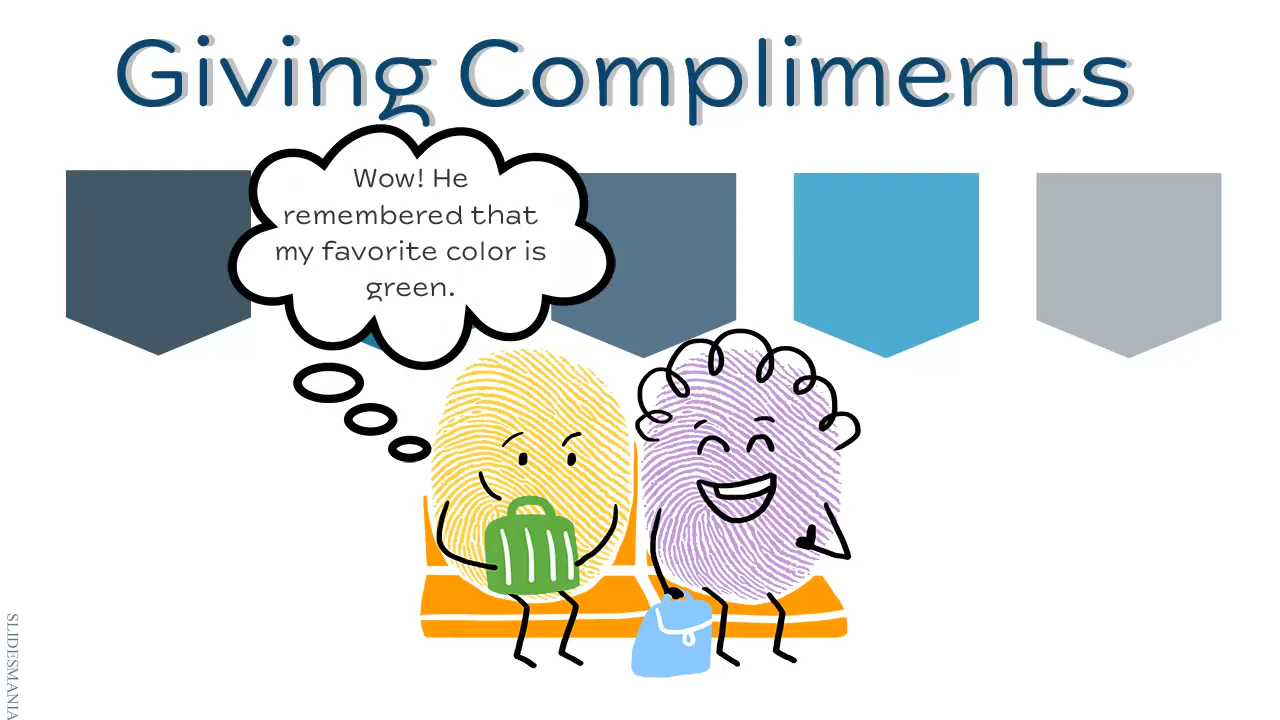 Giving Compliments
Wow! He
remembered that
my favorite color is
green.
SLIDESMANIA